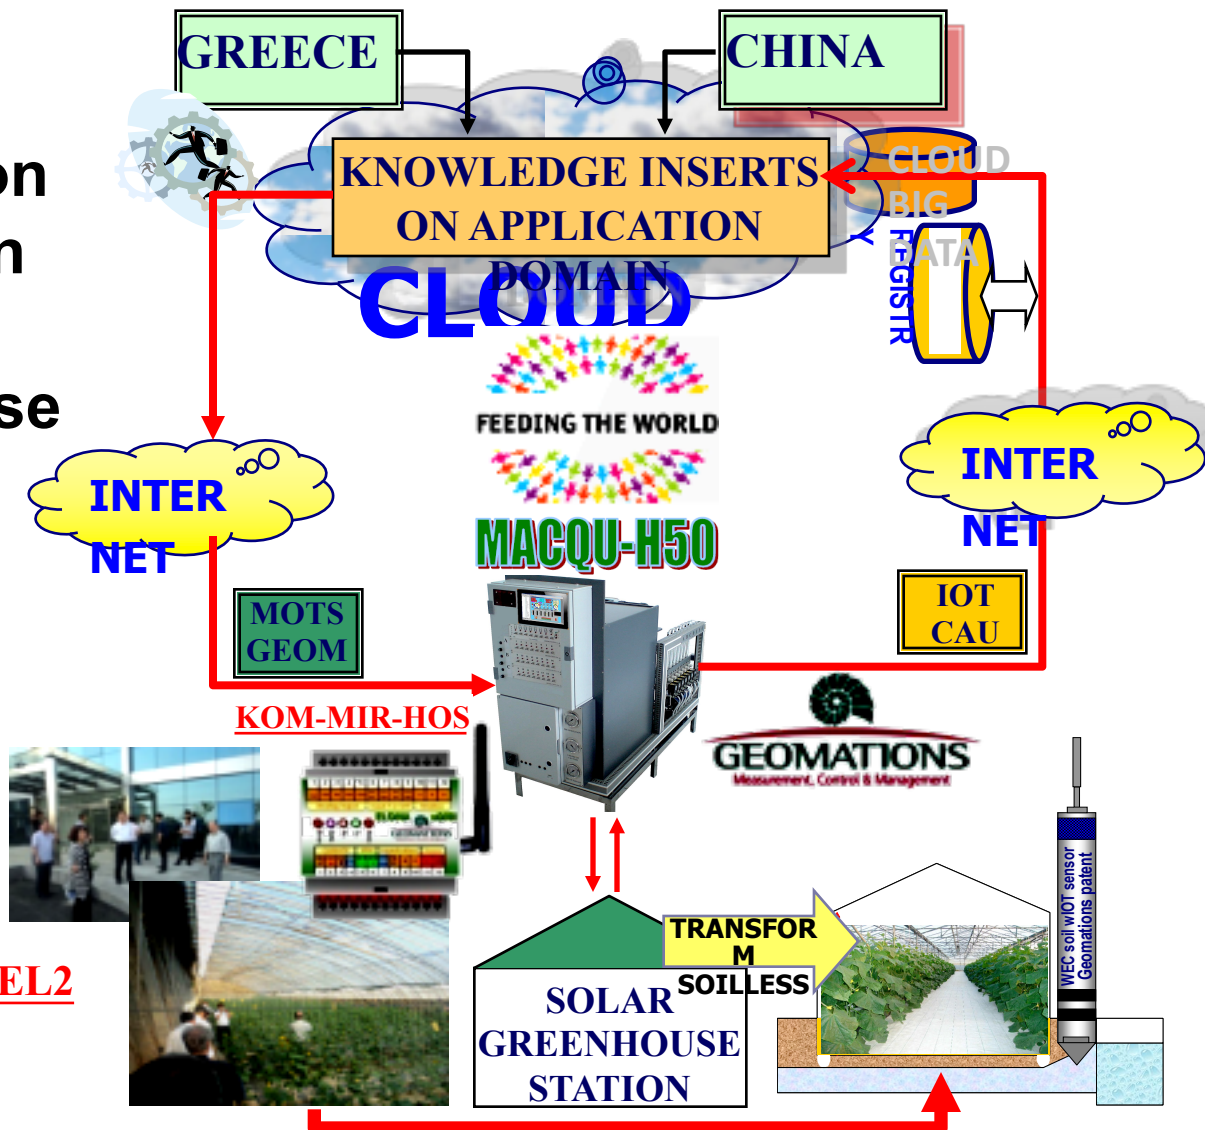 GREECE
CHINA
on
n
se
KNOWLEDGE INSERTS
ON APPLICATION
DOMAIN
CLOUD
CLOUD
BIG
DATA
REGISTR
Y
FEEDING THE WORLD
MACQU-H50
INTER
NET
INTER
NET
MOTS
GEOM
IOT
CAU
KOM-MIR-HOS
GEOMATIONS
Measurement, Control & Management
GEOMATIONS
WEC soil wIOT sensor
Geomations patent
TRANSFOR
M
SOILLESS
EL2
SOLAR
GREENHOUSE
STATION